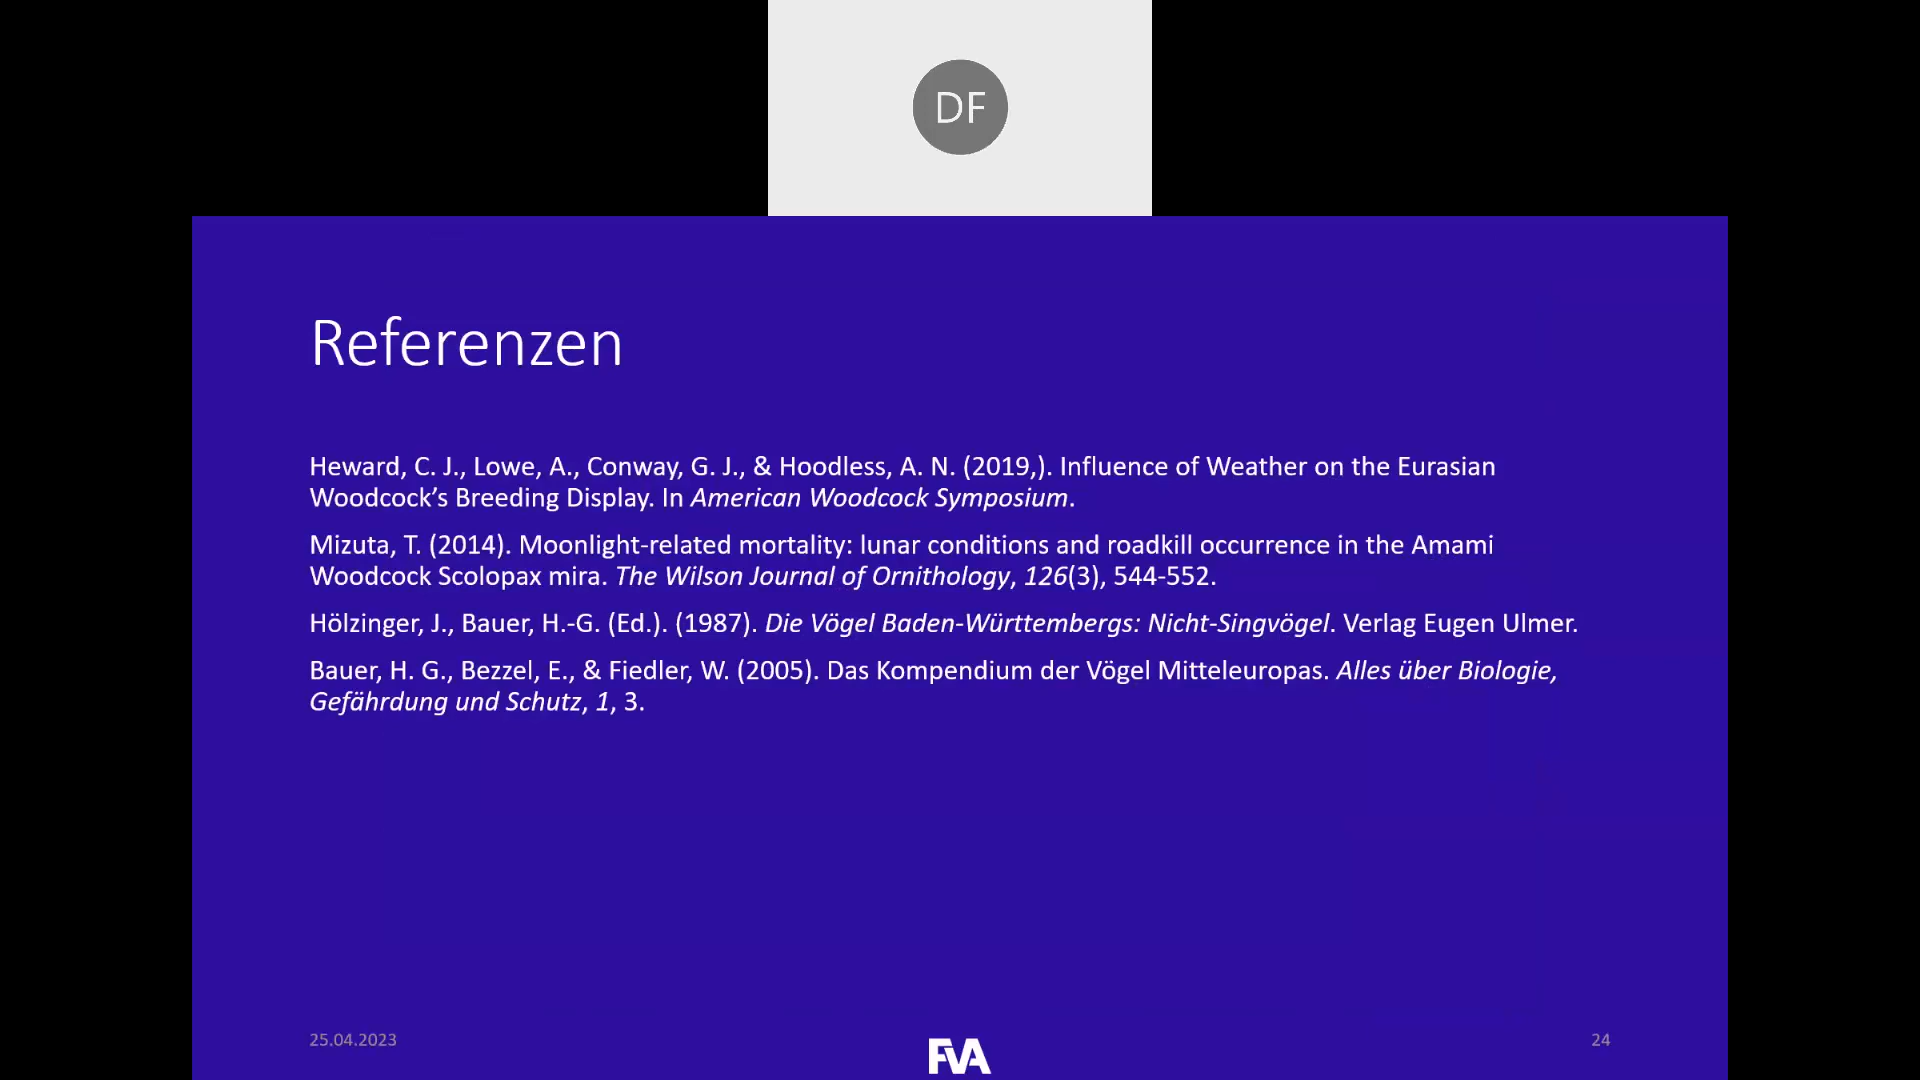 DF
Referenzen
Heward, C. J., Lowe, A., Conway, G. J., & Hoodless, A. N. (2019,). Influence of Weather on the Eurasian
Woodcock’s Breeding Display. In American Woodcock Symposium.
Mizuta, T. (2014). Moonlight-related mortality: lunar conditions and roadkill occurrence in the Amami
Woodcock Scolopax mira. The Wilson Journal of Ornithology, 126(3), 544-552.
Hölzinger, J., Bauer, H.-G. (Ed.). (1987). Die Vögel Baden-Württembergs: Nicht-Singvögel. Verlag Eugen Ulmer.
Bauer, H. G., Bezzel, E., & Fiedler, W. (2005). Das Kompendium der Vögel Mitteleuropas. Alles über Biologie,
Gefährdung und Schutz, 1, 3.
25.04.2023
FVA
24